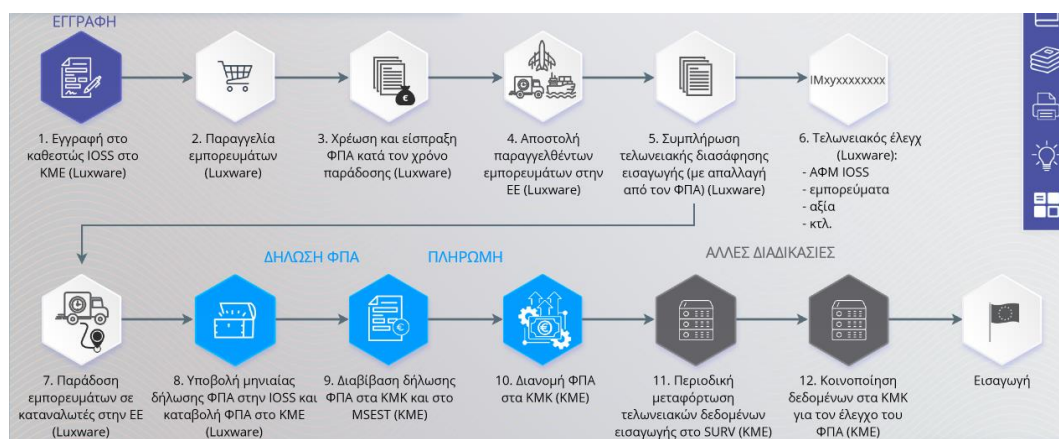 ΕΓΓΡΑΦΗ
IMxyxxxxxxxx
1. Εγγραφή στο
καθεστώς IOSS στο
ΚΜΕ (Luxware)
2. Παραγγελία
εμπορευμάτων
(Luxware)
3. Χρέωση και είσπραξη
ΦΠΑ κατά τον χρόνο
παράδοσης (Luxware)
4. Αποστολή
παραγγελθέντων
εμπορευμάτων στην
ΕΕ (Luxware)
5. Συμπλήρωση
τελωνειακής διασάφησης
εισαγωγής (με απαλλαγή
από τον ΦΠΑ) (Luxware)
6. Τελωνειακός έλεγχ
(Luxware):
- ΑΦΜ IOSS
- εμπορεύματα
- αξία
- κτλ.
ΔΗΛΩΣΗ ΦΠΑ
ΠΛΗΡΩΜΗ
ΑΛΛΕΣ ΔΙΑΔΙΚΑΣΙΕΣ
7. Παράδοση
εμπορευμάτων σε
καταναλωτές στην ΕΕ
(Luxware)
8. Υποβολή μηνιαίας
δήλωσης ΦΠΑ στην IOSS και
καταβολή ΦΠΑ στο ΚΜΕ
(Luxware)
9. Διαβίβαση δήλωσης
ΦΠΑ στα ΚΜΚ και στο
MSEST (ΚΜΕ)
10. Διανομή ΦΠΑ
στα ΚΜΚ (ΚΜΕ)
11. Περιοδική
μεταφόρτωση
τελωνειακών δεδομένων
εισαγωγής στο SURV (ΚΜΕ)
12. Κοινοποίηση
δεδομένων στα ΚΜΚ
για τον έλεγχο του
ΦΠΑ (ΚΜΕ)
Εισαγωγή